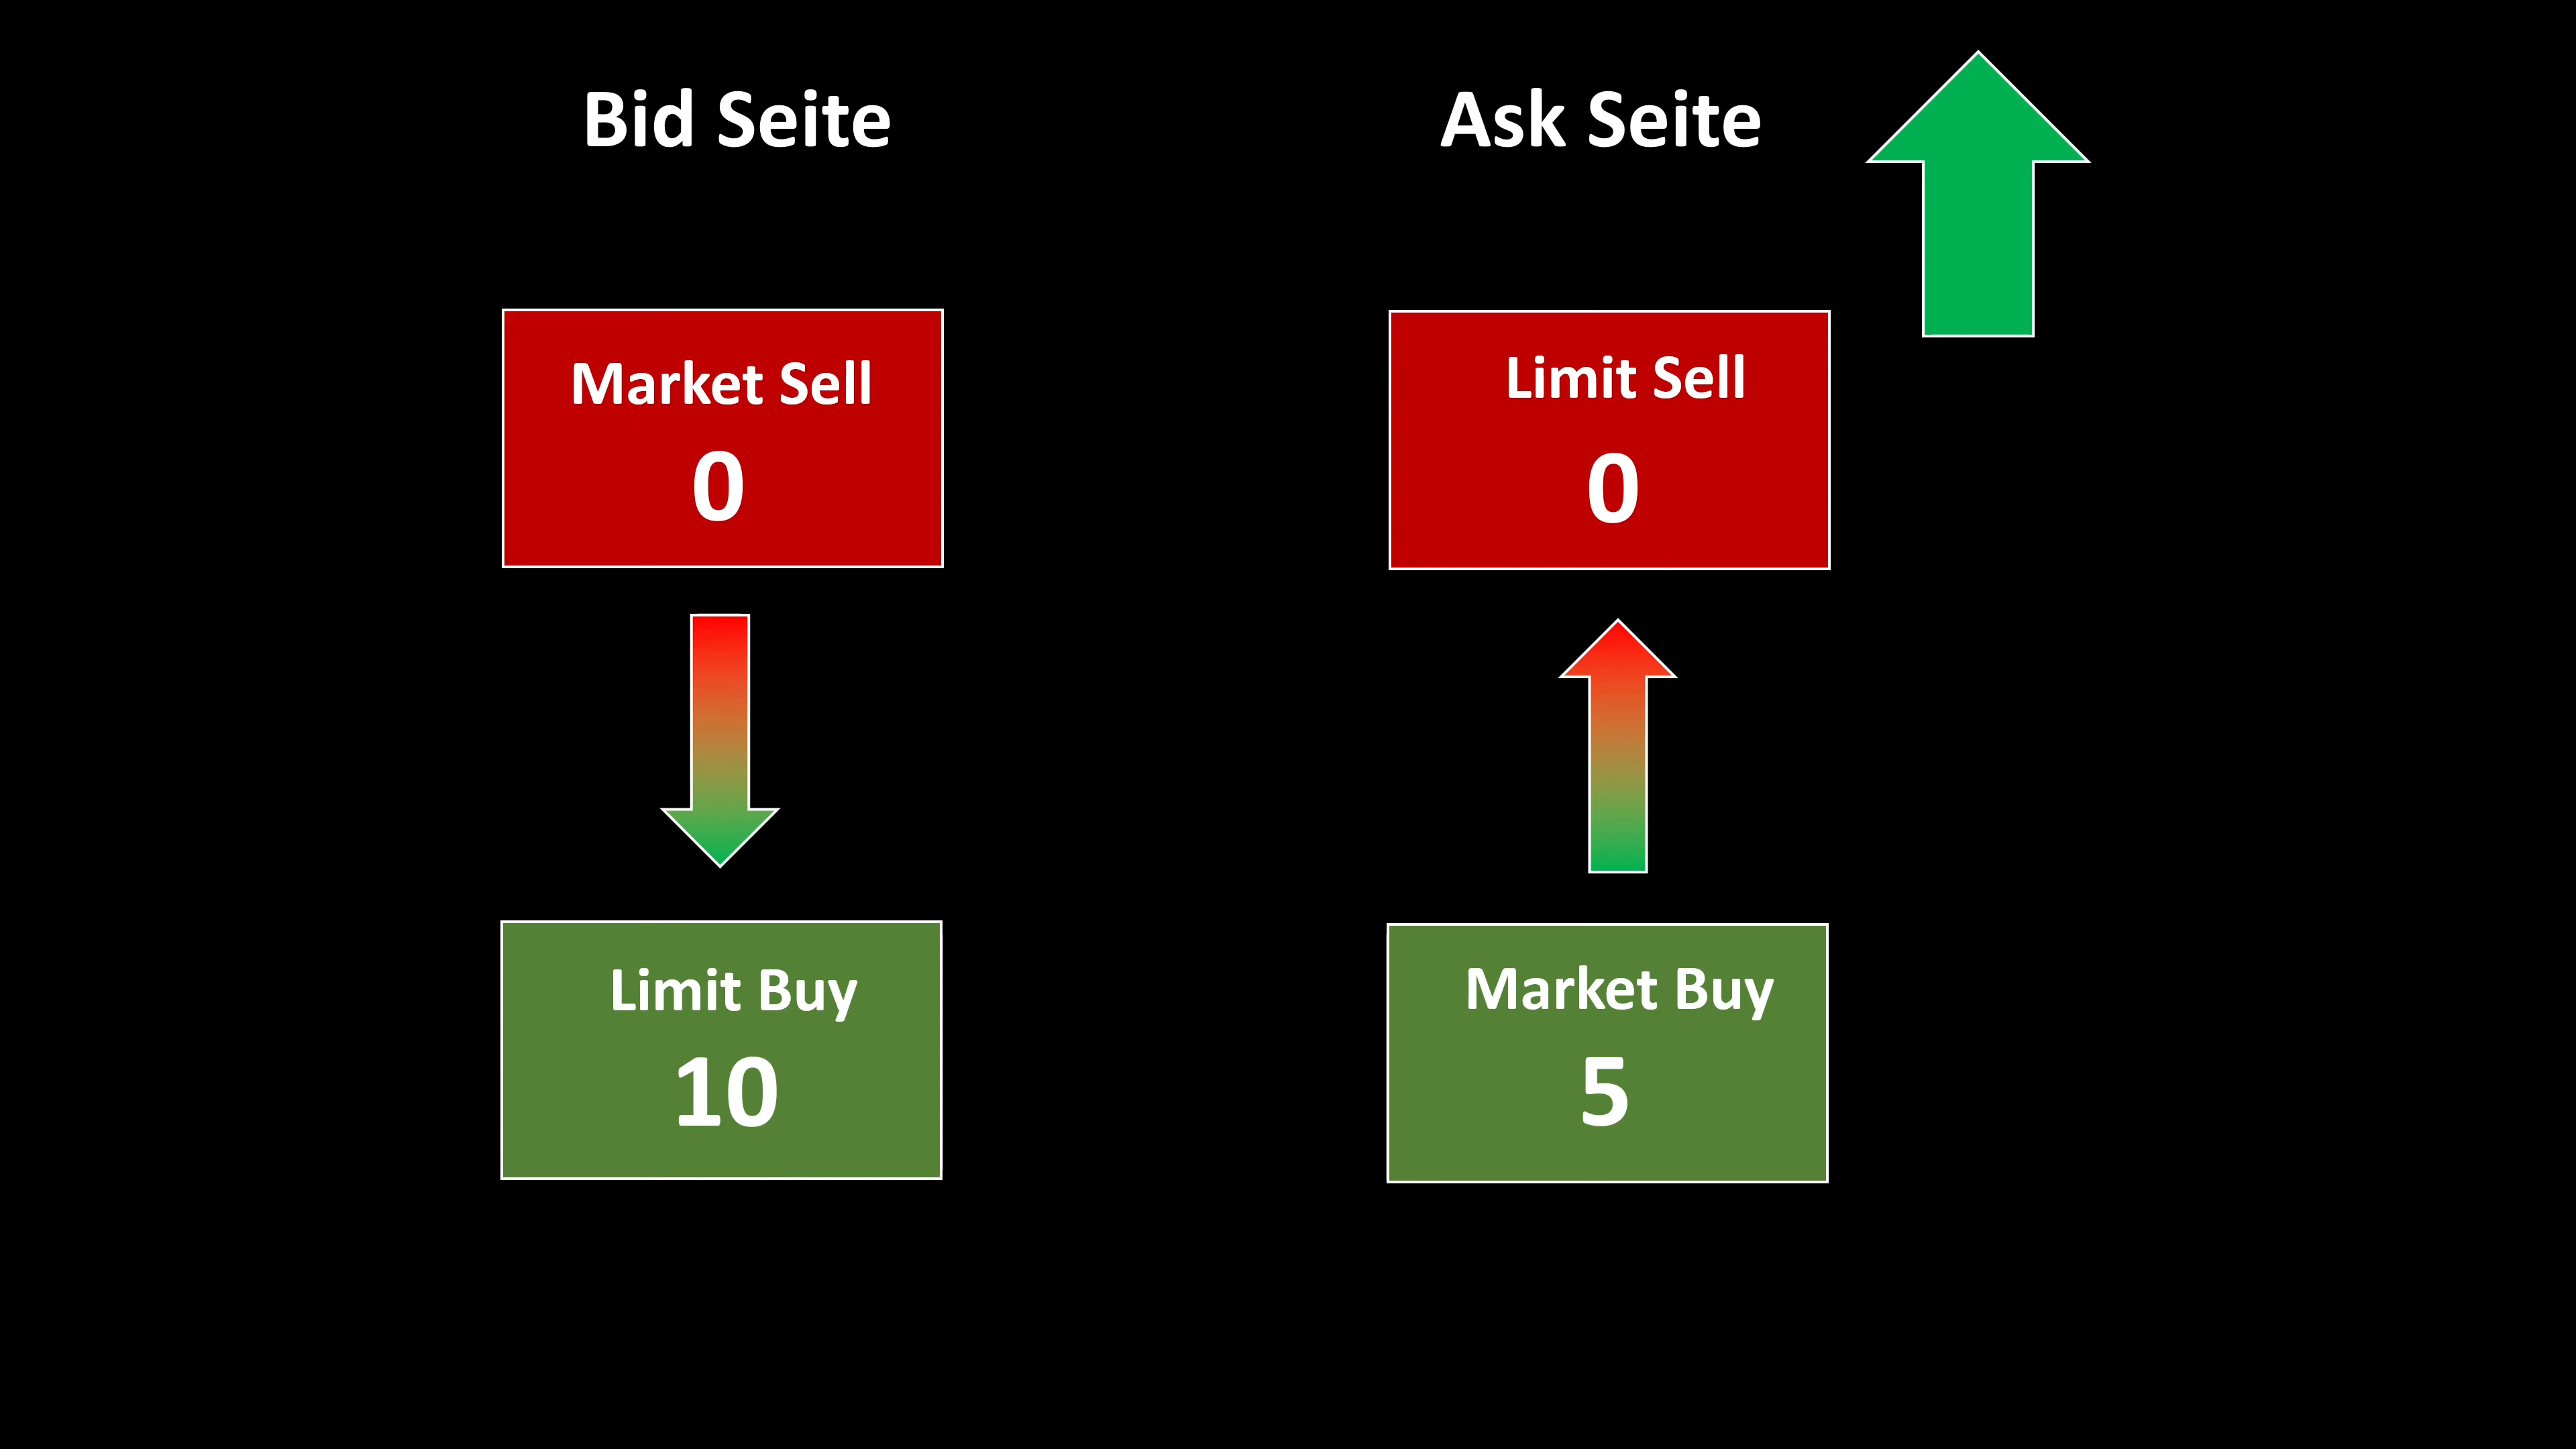 Bid Seite
Ask Seite
Market Sell
0
Limit Sell
0
Limit Buy
10
Market Buy
5